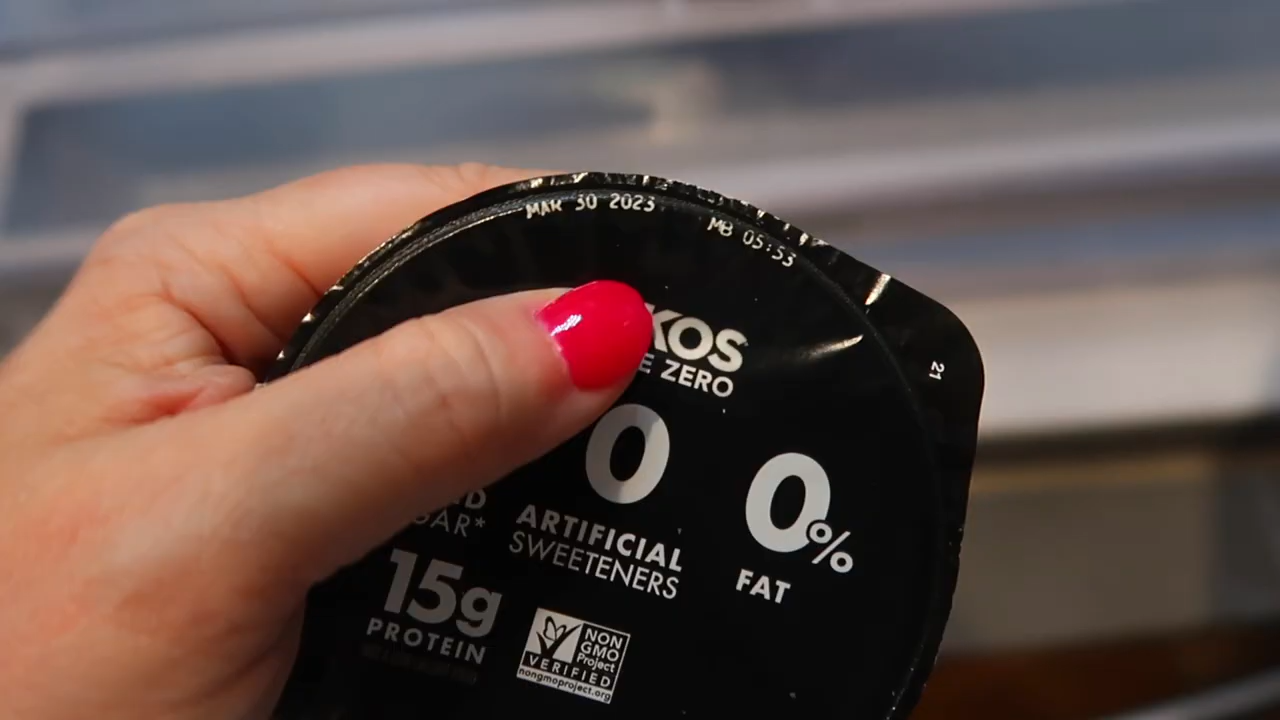 MAR 30 2023
MB 05:53
KOS
E ZERO
21
0
ARTIFICIAL
SWEETENERS
0%
FAT
GAR*
15g
PROTEIN
NON
GMO
Project
VERIFIED
nongmoproject.org